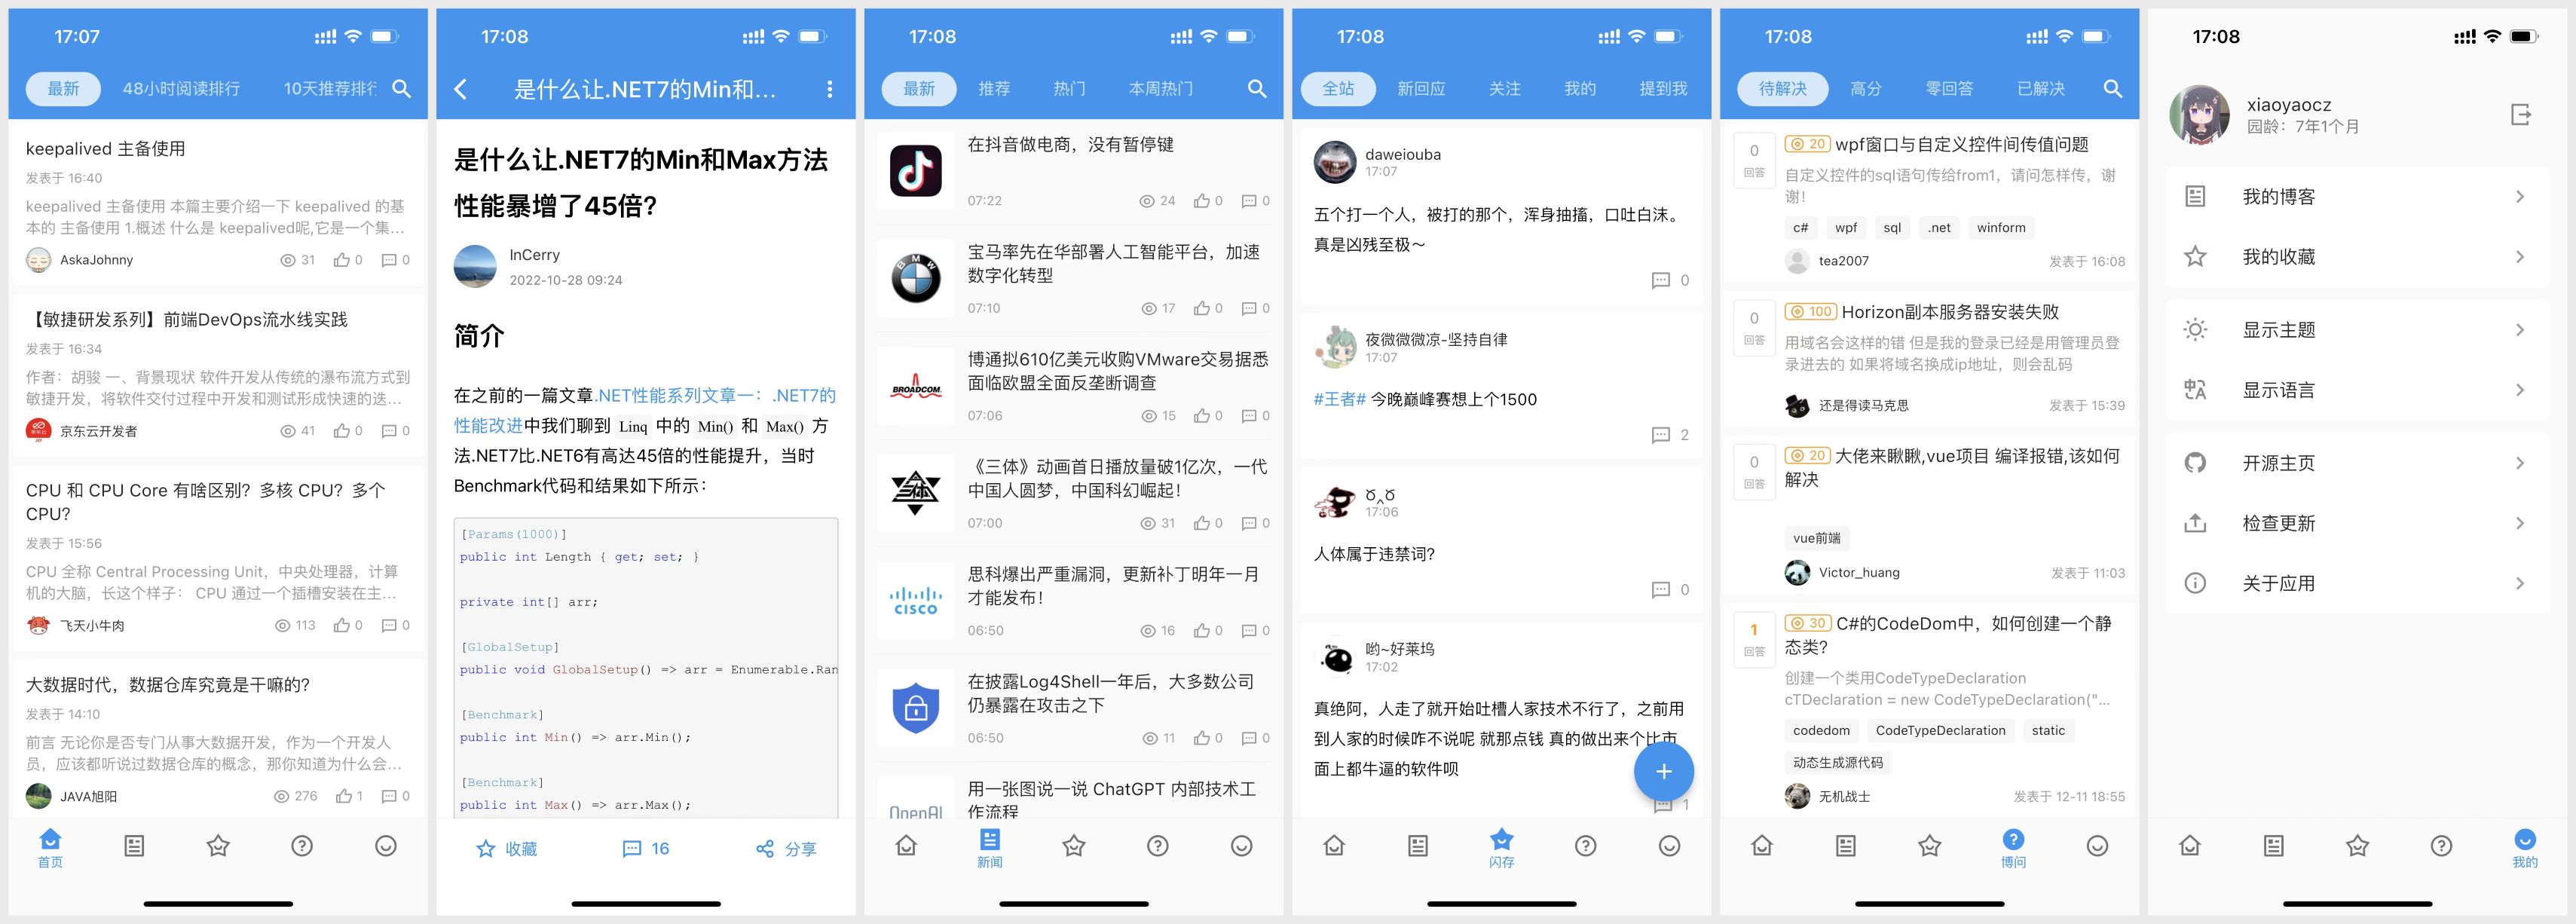 17:07
最新
48小时阅读排行
10天推荐排行
keepalived 主备使用
发表于 16:40
keepalived 主备使用 本篇主要介绍一下 keepalived 的基
本的 主备使用 1.概述 什么是 keepalived呢,它是一个集...
AskaJohnny
31
0
0
【敏捷研发系列】前端DevOps流水线实践
发表于 16:34
作者：胡骏 一、背景现状 软件开发从传统的瀑布流方式到
敏捷开发，将软件交付过程中开发和测试形成快速的迭...
京东云开发者
41
0
0
CPU 和 CPU Core 有啥区别？多核 CPU？多个
CPU？
发表于 15:56
CPU 全称 Central Processing Unit，中央处理器，计算
机的大脑，长这个样子： CPU 通过一个插槽安装在主...
飞天小牛肉
113
0
0
大数据时代，数据仓库究竟是干嘛的？
发表于 14:10
前言 无论你是否专门从事大数据开发，作为一个开发人
员，应该都听说过数据仓库的概念，那你知道为什么会...
JAVA旭阳
276
1
0
首页
17:08
是什么让.NET7的Min和...
是什么让.NET7的Min和Max方法
性能暴增了45倍？
InCerry
2022-10-28 09:24
简介
在之前的一篇文章.NET性能系列文章一：.NET7的
性能改进中我们聊到 Linq 中的 Min() 和 Max() 方
法.NET7比.NET6有高达45倍的性能提升，当时
Benchmark代码和结果如下所示：
[Params(1000)]
public int Length { get; set; }
private int[] arr;
[GlobalSetup]
public void GlobalSetup() => arr = Enumerable.Ran
[Benchmark]
public int Min() => arr.Min();
[Benchmark]
public int Max() => arr.Max();
收藏
16
分享
17:08
最新
推荐
热门
本周热门
在抖音做电商，没有暂停键
07:22
24
0
0
宝马率先在华部署人工智能平台，加速
数字化转型
07:10
17
0
0
BMW
博通拟610亿美元收购VMware交易据悉
面临欧盟全面反垄断调查
BROADCOM
07:06
15
0
0
《三体》动画首日播放量破1亿次，一代
中国人圆梦，中国科幻崛起！
三体
07:00
31
0
0
思科爆出严重漏洞，更新补丁明年一月
才能发布！
CISCO
06:50
16
0
0
在披露Log4Shell一年后，大多数公司
仍暴露在攻击之下
06:50
11
0
0
用一张图说一说 ChatGPT 内部技术工
作流程
OpenAI
新闻
17:08
全站
新回应
关注
我的
提到我
daweiouba
17:07
五个打一个人，被打的那个，浑身抽搐，口吐白沫。
真是凶残至极～
0
夜微微微凉-坚持自律
17:07
#王者# 今晚巅峰赛想上个1500
2
ʘ̆‸ʘ̆
17:06
人体属于违禁词？
0
哟~好莱坞
17:02
真绝阿，人走了就开始吐槽人家技术不行了，之前用
到人家的时候咋不说呢 就那点钱 真的做出来个比市
面上都牛逼的软件呗
1
闪存
17:08
待解决
高分
零回答
已解决
0
回答
20 wpf窗口与自定义控件间传值问题
自定义控件的sql语句传给from1，请问怎样传，谢
谢！
c#
wpf
sql
.net
winform
tea2007
发表于 16:08
0
回答
100 Horizon副本服务器安装失败
用域名会这样的错 但是我的登录已经是用管理员登
录进去的 如果将域名换成ip地址，则会乱码
还是得读马克思
发表于 15:39
0
回答
20 大佬来瞅瞅,vue项目 编译报错,该如何
解决
vue前端
Victor_huang
发表于 11:03
1
回答
30 C#的CodeDom中，如何创建一个静
态类？
创建一个类用CodeTypeDeclaration
cTDeclaration = new CodeTypeDeclaration("...
codedom
CodeTypeDeclaration
static
动态生成源代码
无机战士
发表于 12-11 18:55
博问
17:08
xiaoyaocz
园龄：7年1个月
我的博客
我的收藏
显示主题
显示语言
开源主页
检查更新
关于应用
我的